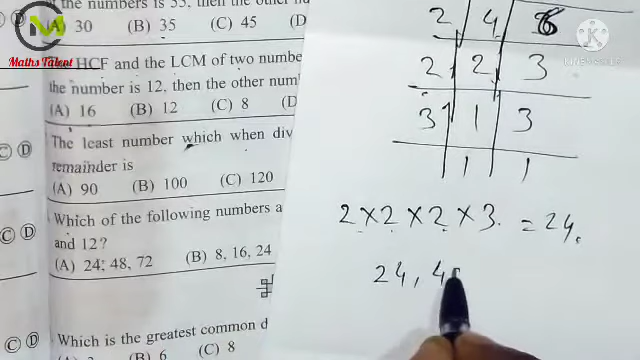 the numbers is 55, then the other nu
(A) 30 (B) 35 (C) 45 (D
HCF and the LCM of two numbe
the number is 12, then the other num
(A) 16 (B) 12 (C) 8 (D
The least number which when div
remainder is
(A) 90 (B) 100 (C) 120
Which of the following numbers a
and 12?
(A) 24, 48, 72 (B) 8, 16, 24
Which is the greatest common d
(B) 6 (C) 8
Maths Talent
KINEMASTER
2 4 6
2 2 3
3 1 3
1 1
2 × 2 × 2 × 3 = 24
24, 4